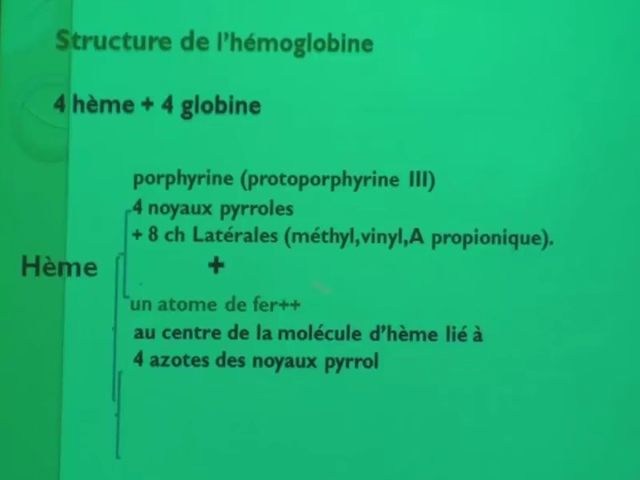 Structure de l'hémoglobine
4 hème + 4 globine
porphyrine (protoporphyrine III)
4 noyaux pyrroles
+ 8 ch Latérales (méthyl,vinyl,A propionique).
Hème
+
un atome de fer++
au centre de la molécule d'hème lié à
4 azotes des noyaux pyrrol